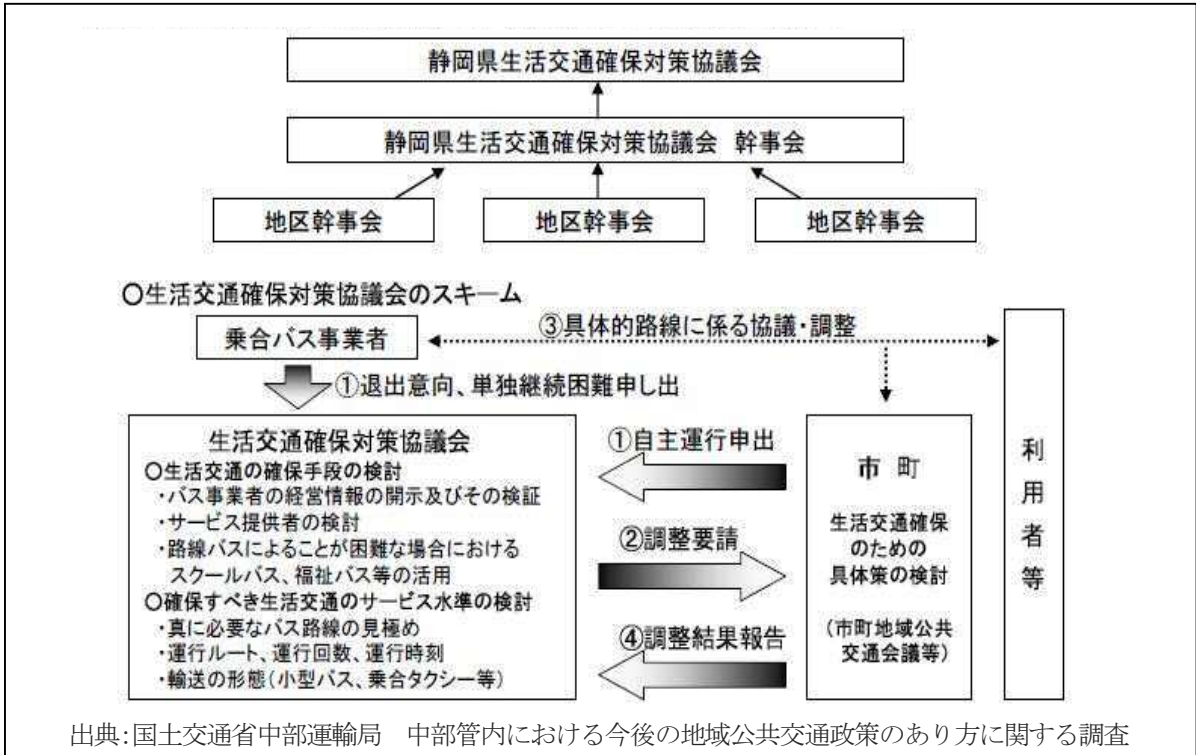 静岡県生活交通確保対策協議会
静岡県生活交通確保対策協議会 幹事会
地区幹事会
地区幹事会
地区幹事会
〇生活交通確保対策協議会のスキーム
乗合バス事業者
③具体的路線に係る協議・調整
①退出意向、単独継続困難申し出
生活交通確保対策協議会
〇生活交通の確保手段の検討
・バス事業者の経営情報の開示及びその検証
・サービス提供者の検討
・路線バスによることが困難な場合における
スクールバス、福祉バス等の活用
〇確保すべき生活交通のサービス水準の検討
・真に必要なバス路線の見極め
・運行ルート、運行回数、運行時刻
・輸送の形態(小型バス、乗合タクシー等)
①自主運行申出
②調整要請
④調整結果報告
市 町
生活交通確保
のための
具体策の検討
(市町地域公共
交通会議等)
利用者等
出典:国土交通省中部運輸局 中部管内における今後の地域公共交通政策のあり方に関する調査